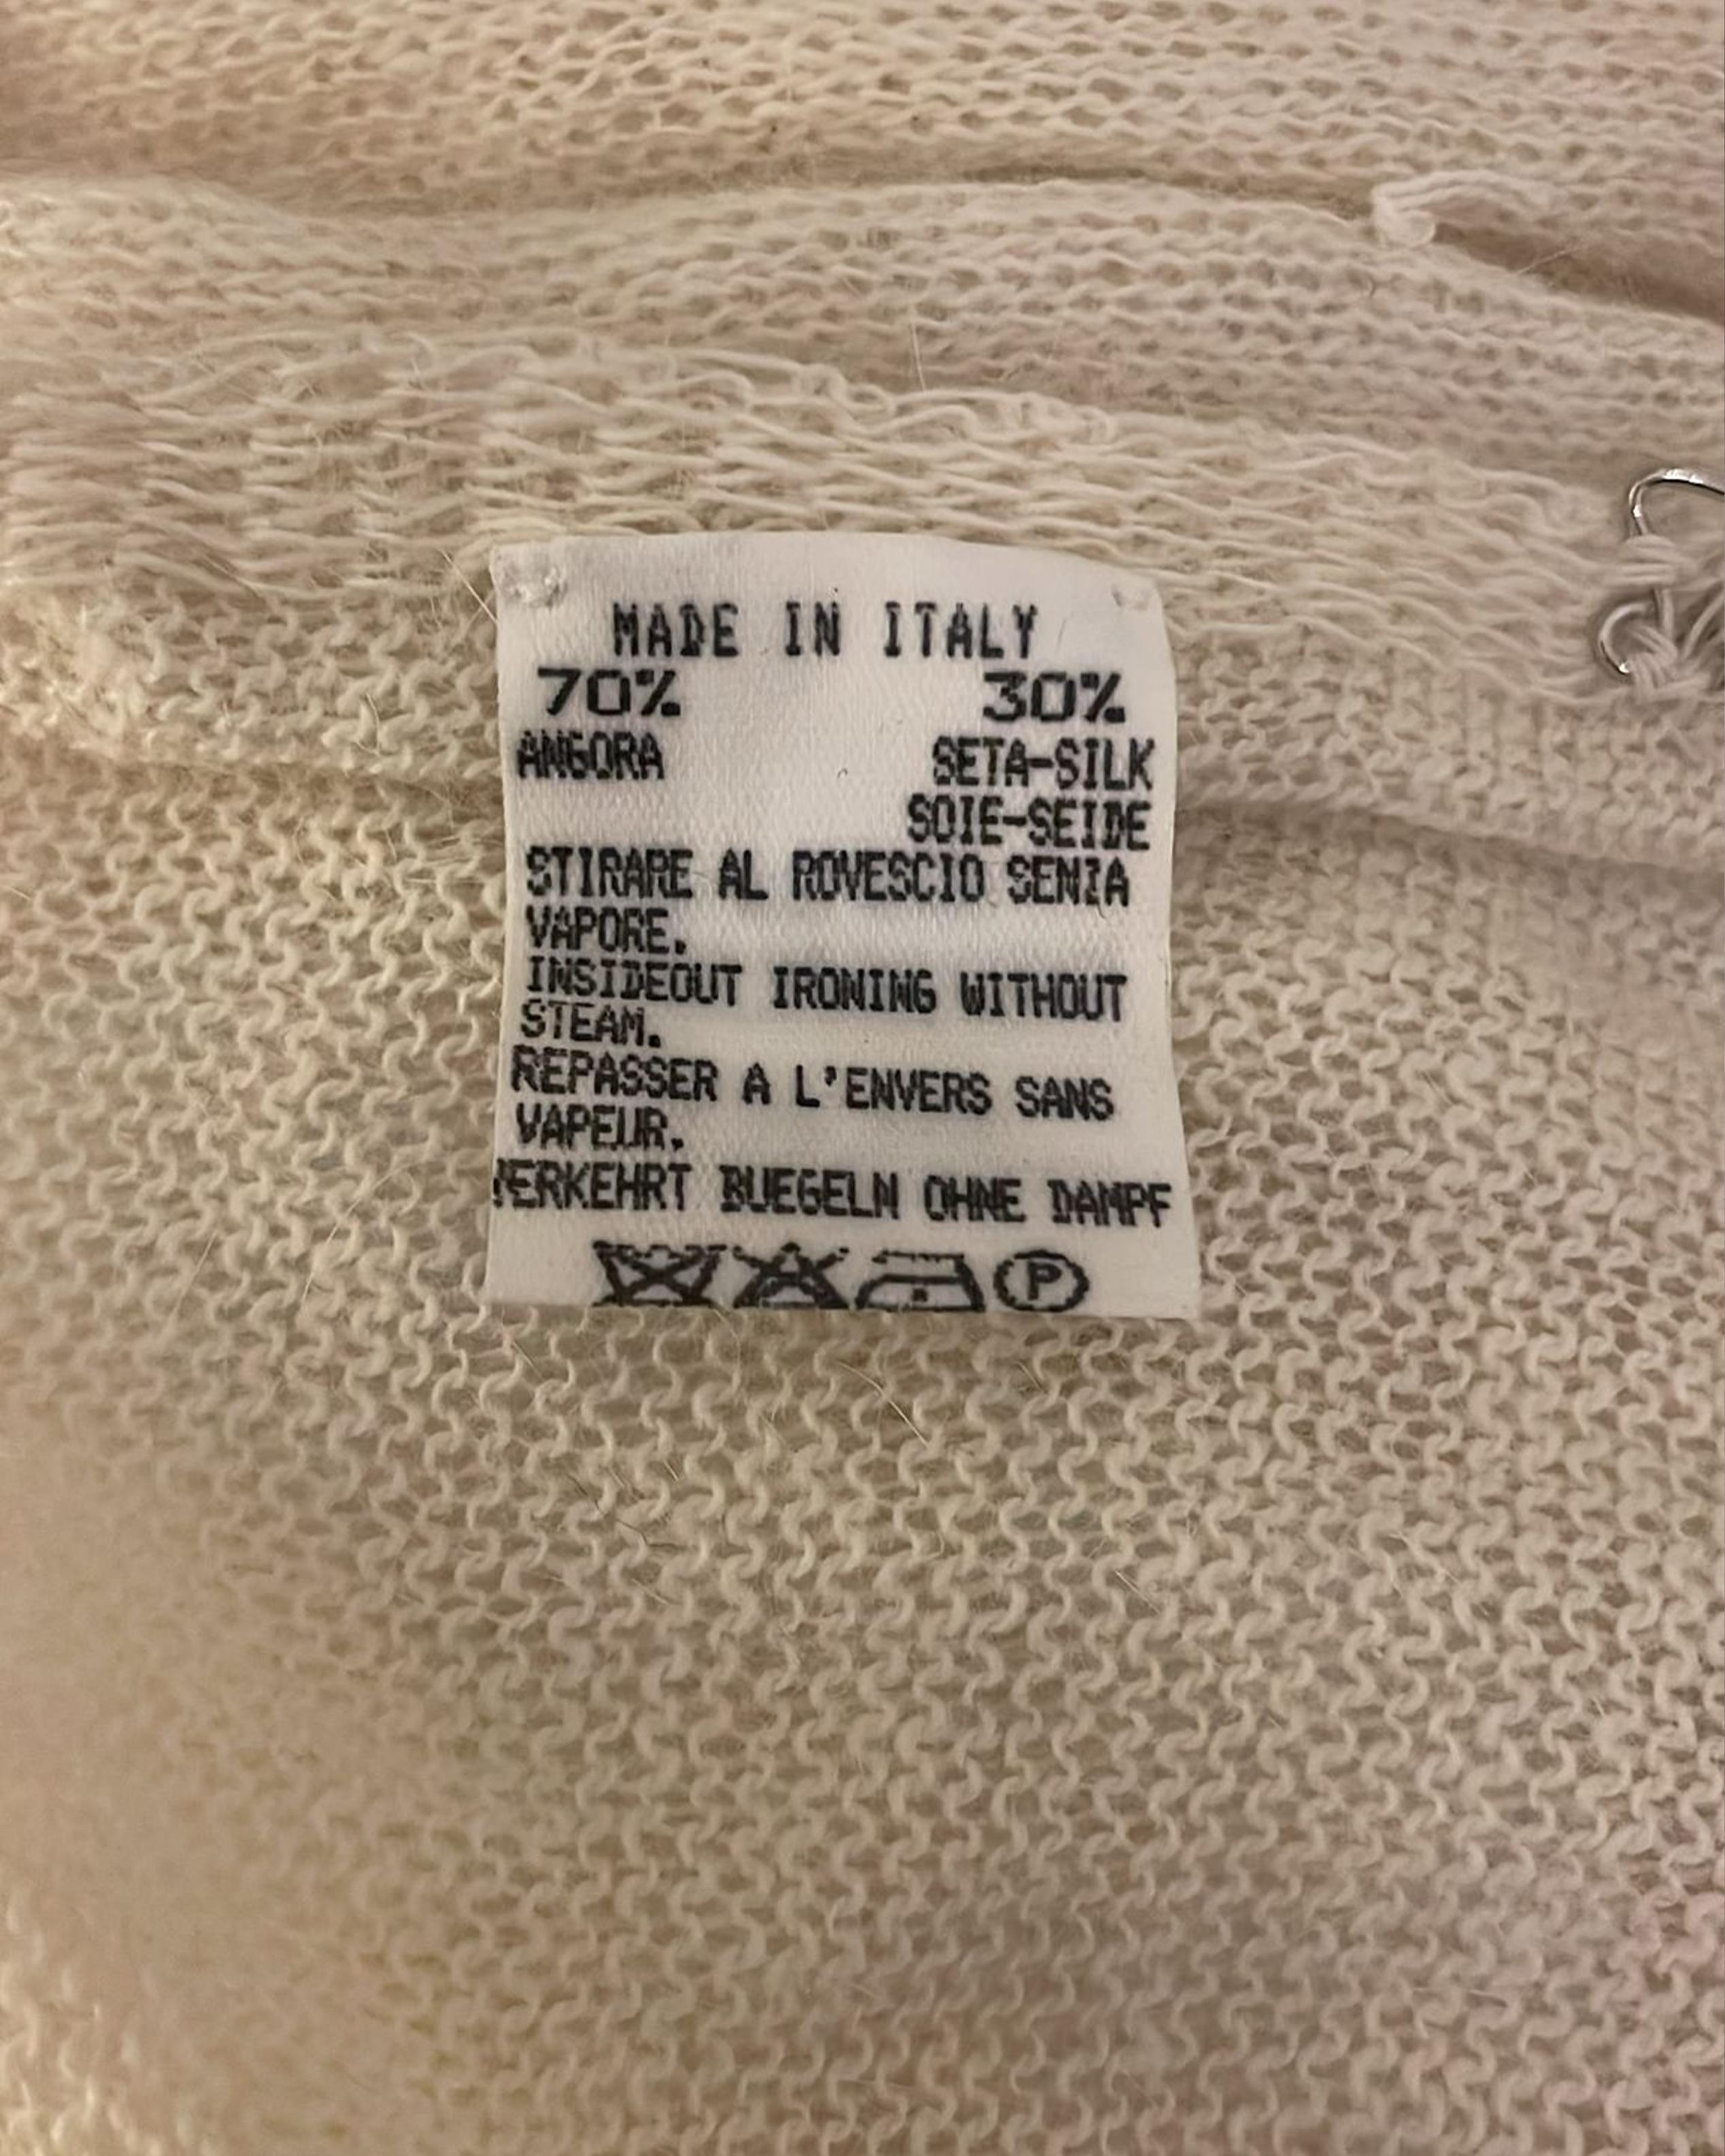 MADE IN ITALY
70% 30%
ANGORA SETA-SILK
SOIE-SEIDE
STIRARE AL ROVESCIO SENZA
VAPORE.
INSIDEOUT IRONING WITHOUT
STEAM.
REPASSER A L'ENVERS SANS
VAPEUR.
VERKEHRT BUEGELN OHNE DAMPF
P